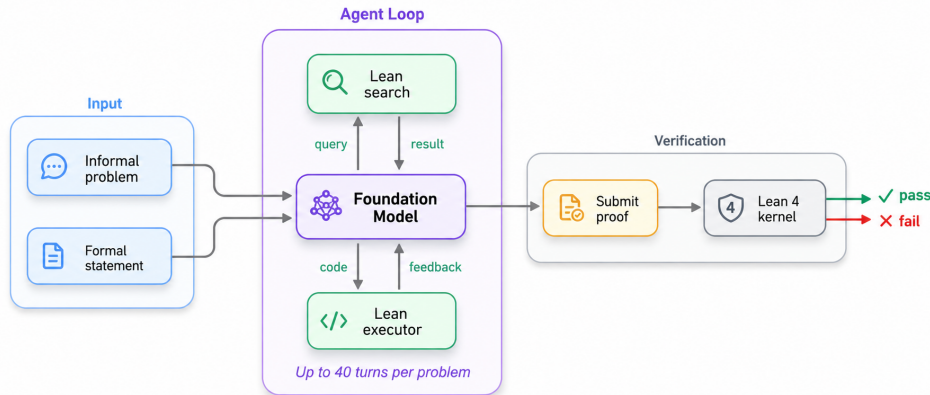 Agent Loop
Input
Informal
problem
Formal
statement
Lean
search
query
result
Foundation
Model
code
feedback
Lean
executor
Up to 40 turns per problem
Verification
Submit
proof
4
Lean 4
kernel
pass
fail